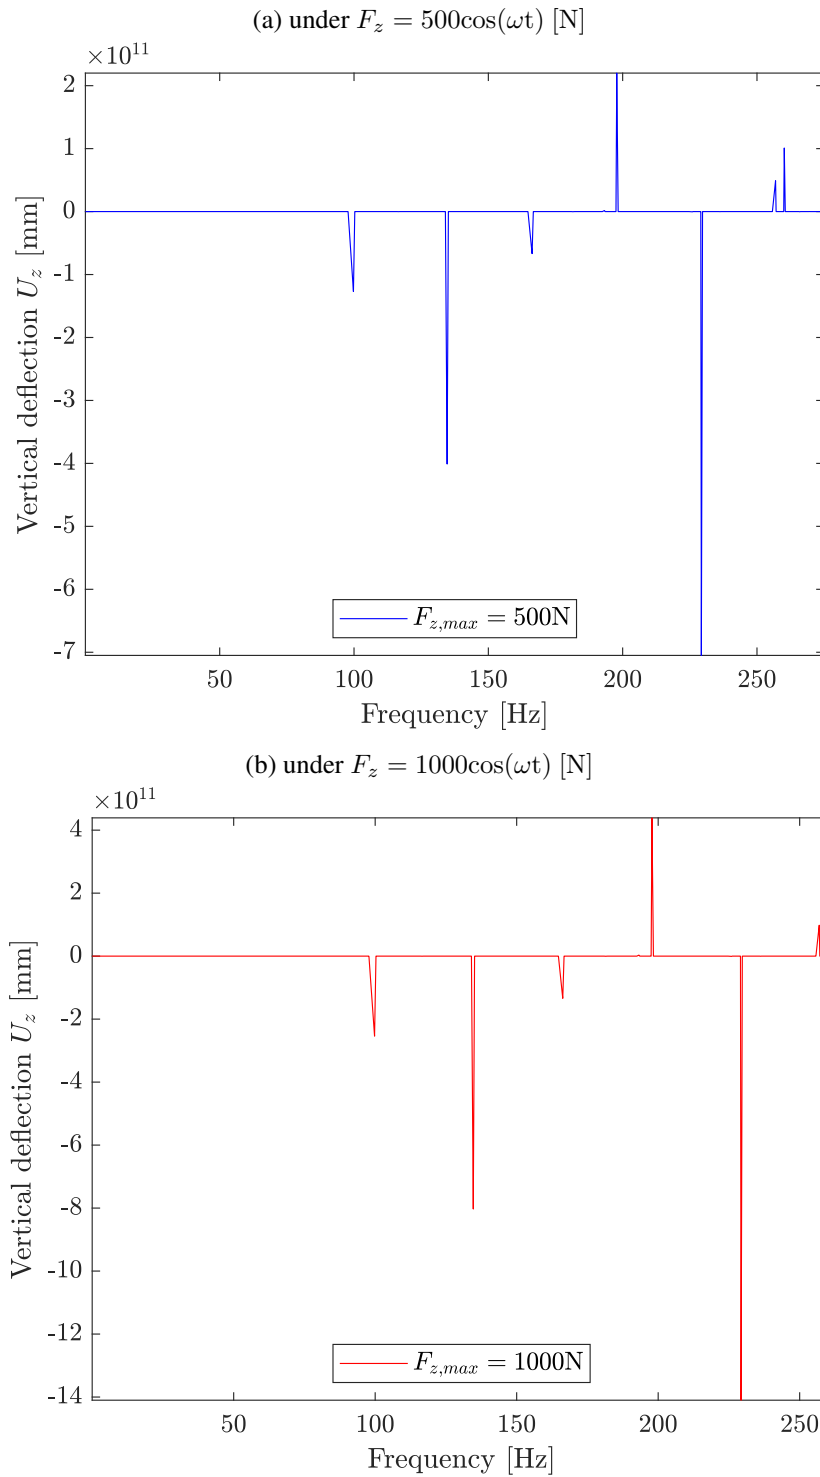 (a) under F_z = 500cos(ωt) [N]
×10^11
2
1
0
-1
-2
-3
-4
-5
-6
-7
Vertical deflection U_z [mm]
F_{z,max} = 500N
50 100 150 200 250
Frequency [Hz]
(b) under F_z = 1000cos(ωt) [N]
×10^11
4
2
0
-2
-4
-6
-8
-10
-12
-14
Vertical deflection U_z [mm]
F_{z,max} = 1000N
50 100 150 200 250
Frequency [Hz]